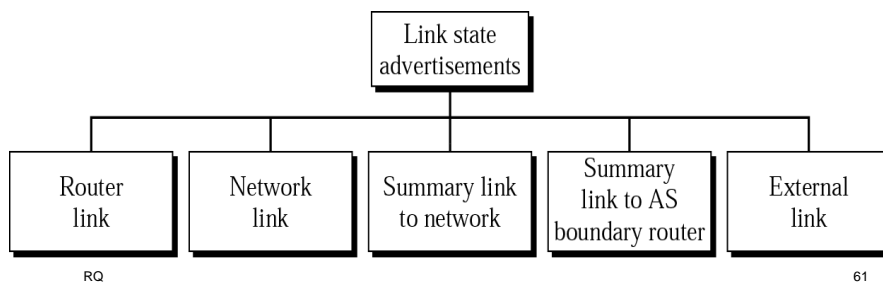 Link state
advertisements
Router
link
Network
link
Summary link
to network
Summary
link to AS
boundary router
External
link
RQ
61